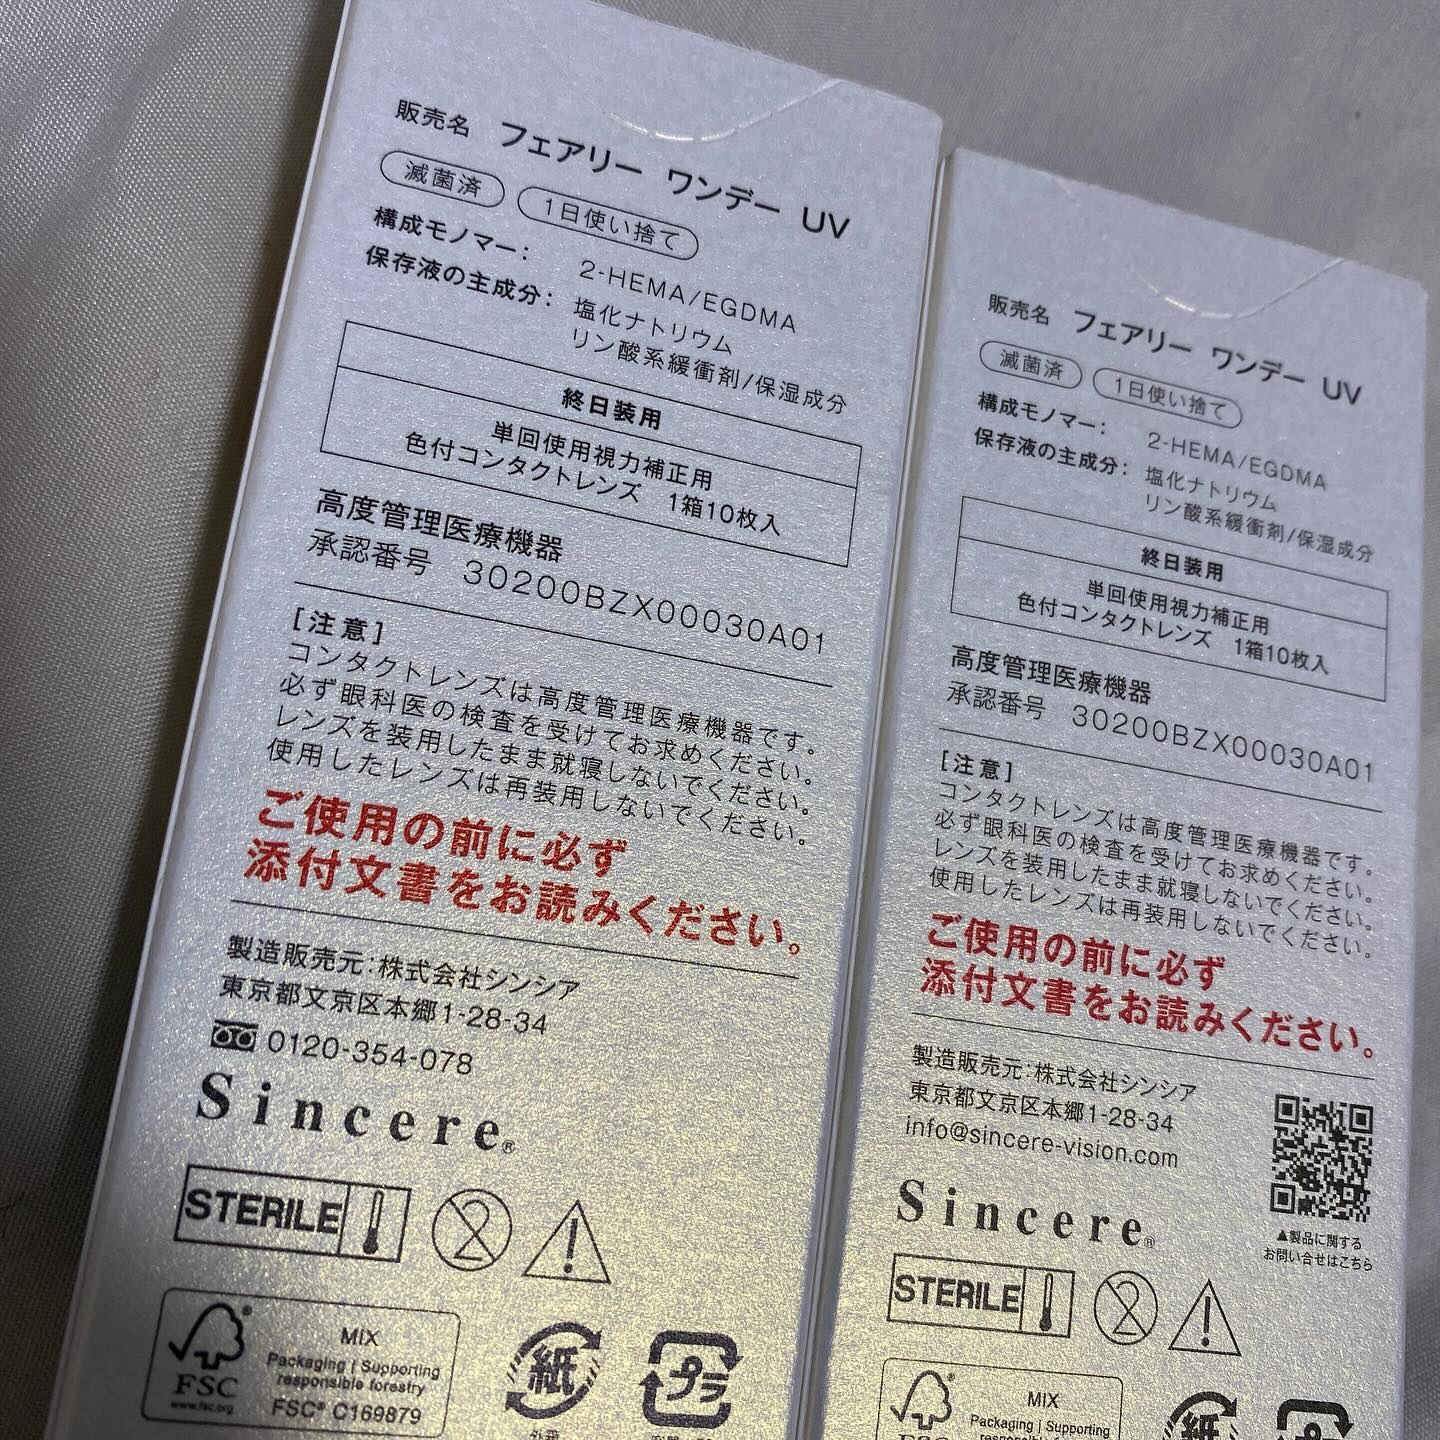 販売名 フェアリー ワンデー UV
滅菌済 1日使い捨て
構成モノマー： 2-HEMA/EGDMA
保存液の主成分： 塩化ナトリウム
リン酸系緩衝剤/保湿成分
終日装用
単回使用視力補正用
色付コンタクトレンズ 1箱10枚入
高度管理医療機器
承認番号 30200BZX00030A01
[注意]
コンタクトレンズは高度管理医療機器です。
必ず眼科医の検査を受けてお求めください。
レンズを装用したまま就寝しないでください。
使用したレンズは再装用しないでください。
ご使用の前に必ず
添付文書をお読みください。
製造販売元：株式会社シンシア
東京都文京区本郷1-28-34
0120-354-078
Sincere®
STERILE
2
!
FSC®
www.fsc.org
MIX
Packaging | Supporting
responsible forestry
FSC® C169879
紙
プラ
販売名 フェアリー ワンデー UV
滅菌済 1日使い捨て
構成モノマー： 2-HEMA/EGDMA
保存液の主成分： 塩化ナトリウム
リン酸系緩衝剤/保湿成分
終日装用
単回使用視力補正用
色付コンタクトレンズ 1箱10枚入
高度管理医療機器
承認番号 30200BZX00030A01
[注意]
コンタクトレンズは高度管理医療機器です。
必ず眼科医の検査を受けてお求めください。
レンズを装用したまま就寝しないでください。
使用したレンズは再装用しないでください。
ご使用の前に必ず
添付文書をお読みください。
製造販売元：株式会社シンシア
東京都文京区本郷1-28-34
info@sincere-vision.com
▲製品に関する
お問い合せはこちら
Sincere®
STERILE
2
!
MIX
Packaging | Supporting
紙